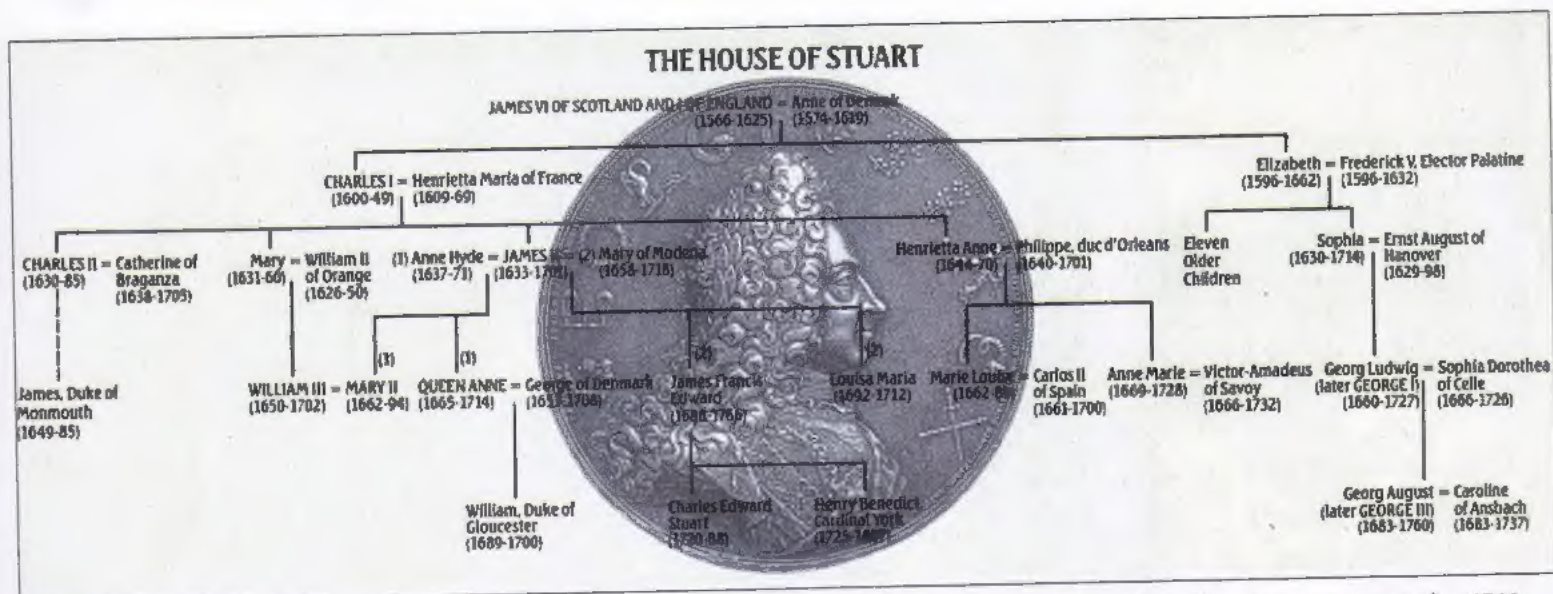 THE HOUSE OF STUART
JAMES VI OF SCOTLAND AND I OF ENGLAND = Anne of Denmark
(1566-1625) (1574-1619)
CHARLES I = Henrietta Maria of France
(1600-49) (1609-69)
Elizabeth = Frederick V, Elector Palatine
(1596-1662) (1596-1632)
CHARLES II = Catherine of
Braganza
(1630-85) (1638-1705)
Mary = William II
of Orange
(1631-60) (1626-50)
(1) Anne Hyde = JAMES II = (2) Mary of Modena
(1637-71) (1633-1701) (1658-1718)
Henrietta Anne = Philippe, duc d'Orleans
(1644-70) (1640-1701)
Eleven
Older
Children
Sophia = Ernst August of
Hanover
(1630-1714) (1629-98)
(1) (1) (2) (2)
James, Duke of
Monmouth
(1649-85)
WILLIAM III = MARY II
(1650-1702) (1662-94)
QUEEN ANNE = George of Denmark
(1665-1714)
James Francis
Edward
Louisa Maria
(1692-1712)
Marie Louise = Carlos II
of Spain
(1661-1700)
Anne Marie = Victor-Amadeus
of Savoy
(1669-1728) (1666-1732)
Georg Ludwig = Sophia Dorothea
(later GEORGE I) of Celle
(1660-1727) (1666-1726)
William, Duke of
Gloucester
(1689-1700)
Charles Edward
Stuart
(1720-88)
Henry Benedict
Cardinal York
Georg August = Caroline
(later GEORGE III) of Ansbach
(1683-1760) (1683-1737)